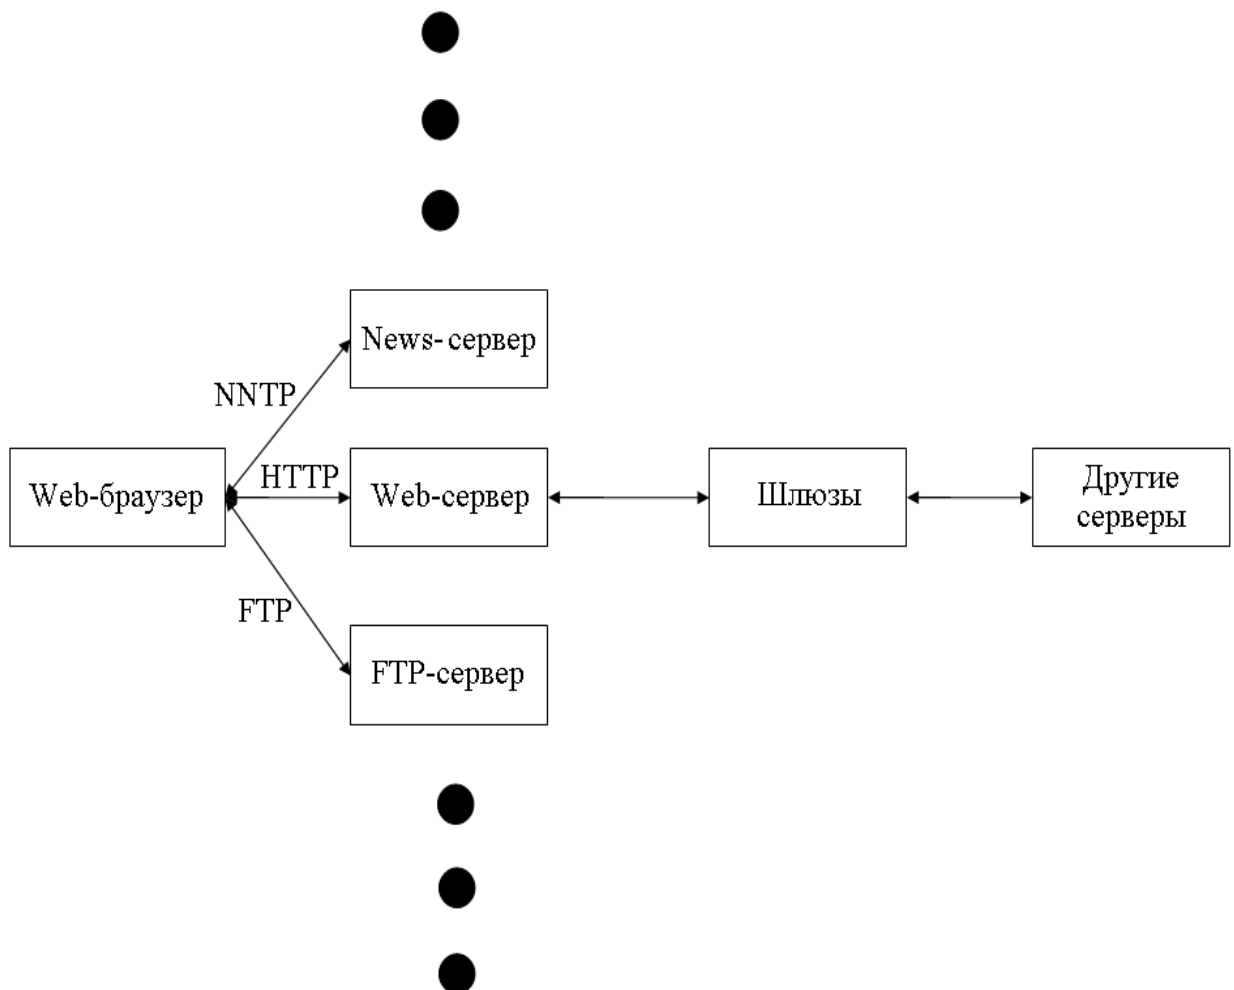 News- сервер
NNTP
Web-браузер
HTTP
Web-сервер
Шлюзы
Другие
серверы
FTP
FTP-сервер